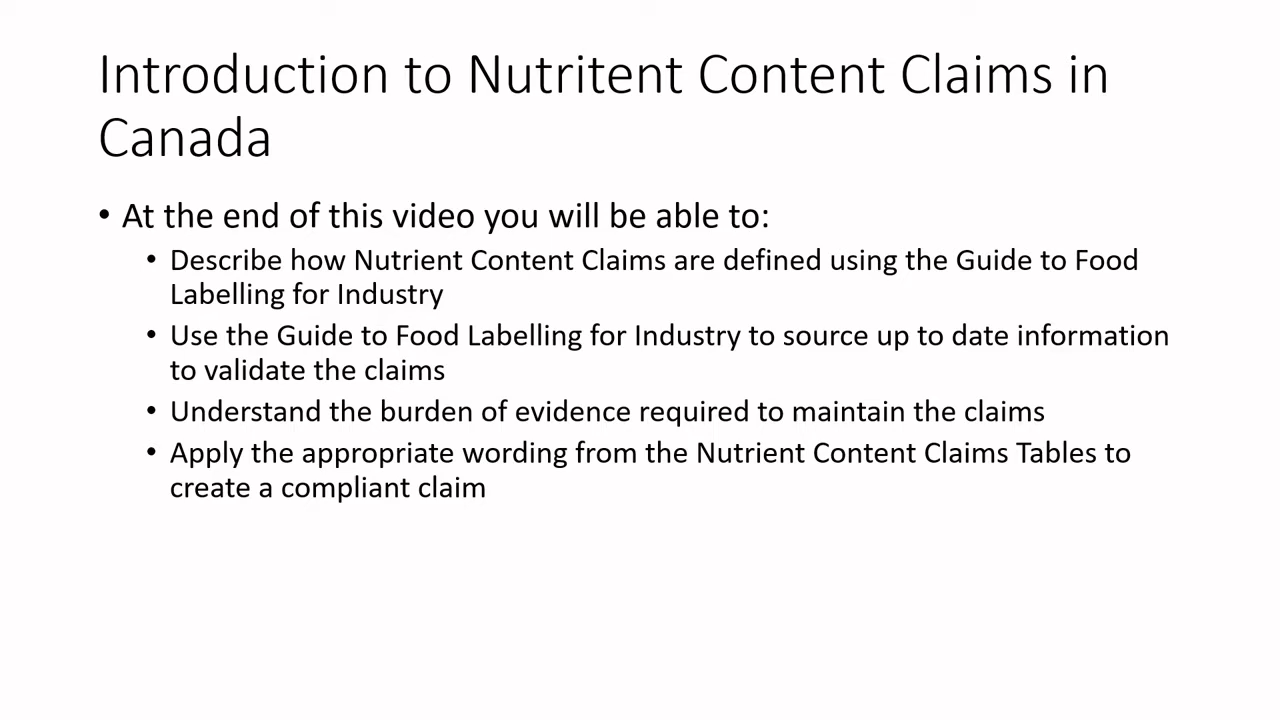 Introduction to Nutritent Content Claims in
Canada
• At the end of this video you will be able to:
• Describe how Nutrient Content Claims are defined using the Guide to Food
Labelling for Industry
• Use the Guide to Food Labelling for Industry to source up to date information
to validate the claims
• Understand the burden of evidence required to maintain the claims
• Apply the appropriate wording from the Nutrient Content Claims Tables to
create a compliant claim